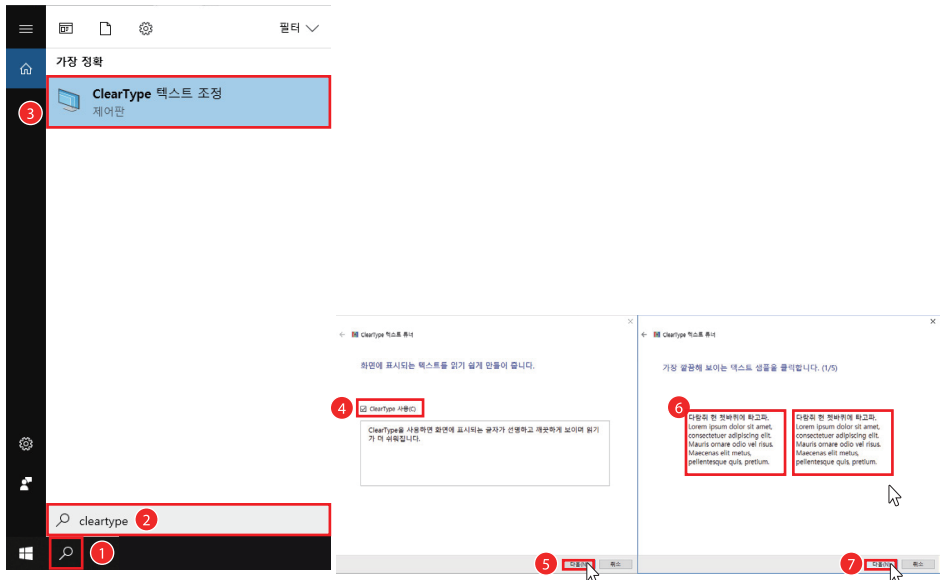 필터
가장 정확
ClearType 텍스트 조정
제어판
3
cleartype
2
1
ClearType 텍스트 튜너
화면에 표시되는 텍스트를 읽기 쉽게 만들어 줍니다.
4
ClearType 사용(C)
ClearType을 사용하면 화면에 표시되는 글자가 선명하고 깨끗하게 보이며 읽기
가 더 쉬워집니다.
5
다음(N)
취소
ClearType 텍스트 튜너
가장 깔끔해 보이는 텍스트 샘플을 클릭합니다. (1/5)
6
다람쥐 헌 쳇바퀴에 타고파.
Lorem ipsum dolor sit amet,
consectetuer adipiscing elit.
Mauris ornare odio vel risus.
Maecenas elit metus,
pellentesque quis, pretium.
다람쥐 헌 쳇바퀴에 타고파.
Lorem ipsum dolor sit amet,
consectetuer adipiscing elit.
Mauris ornare odio vel risus.
Maecenas elit metus,
pellentesque quis, pretium.
7
다음(N)
취소